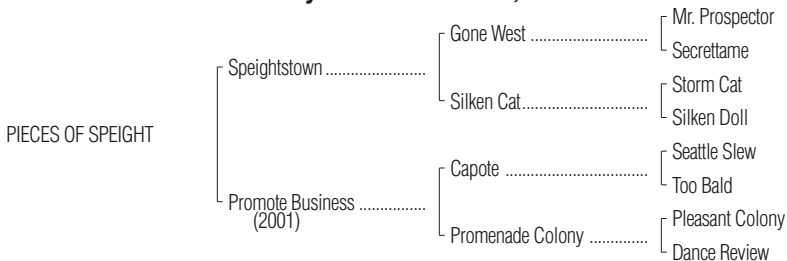 Mr. Prospector
Gone West ..............................
Secrettame
Speightstown ........................
Storm Cat
Silken Cat..............................
Silken Doll
PIECES OF SPEIGHT
Seattle Slew
Capote ..................................
Too Bald
Promote Business ................
(2001)
Pleasant Colony
Promenade Colony ..............
Dance Review